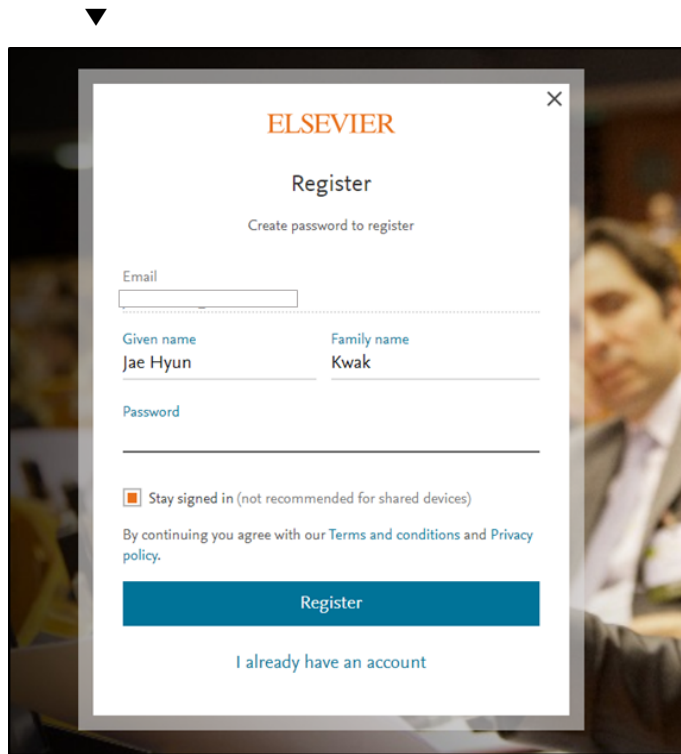 ELSEVIER
Register
Create password to register
Email
Given name Family name
Jae Hyun Kwak
Password
Stay signed in (not recommended for shared devices)
By continuing you agree with our Terms and conditions and Privacy
policy.
Register
I already have an account